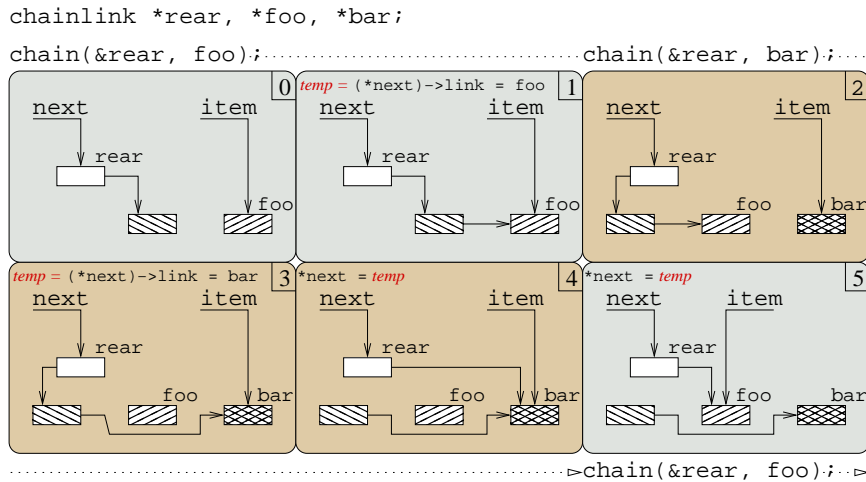 chainlink *rear, *foo, *bar;
chain(&rear, foo); chain(&rear, bar);
0 temp = (*next)->link = foo 1 2
next item next item next item
rear rear rear
foo foo foo bar
temp = (*next)->link = bar 3 *next = temp 4 *next = temp 5
next item next item next item
rear rear rear
foo bar foo bar foo bar
chain(&rear, foo);